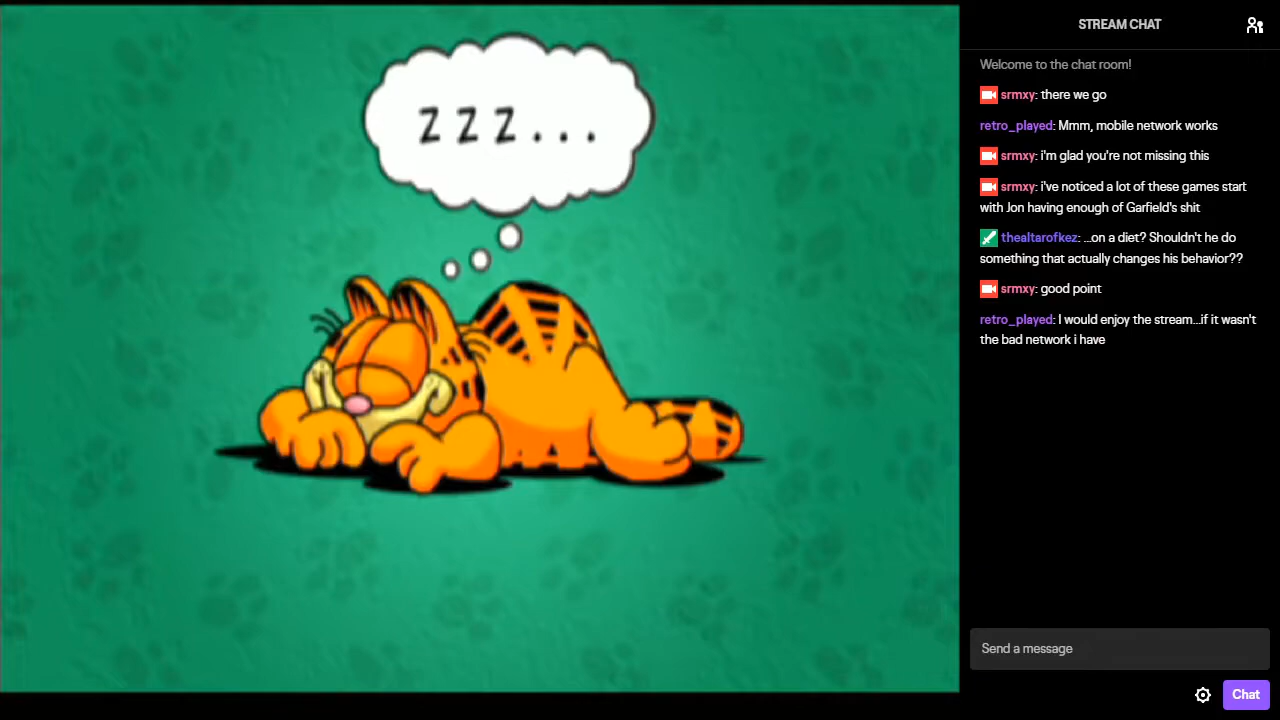 z z z . . .
STREAM CHAT
Welcome to the chat room!
srmxy: there we go
retro_played: Mmm, mobile network works
srmxy: i'm glad you're not missing this
srmxy: i've noticed a lot of these games start
with Jon having enough of Garfield's shit
thealtarofkez: ...on a diet? Shouldn't he do
something that actually changes his behavior??
srmxy: good point
retro_played: I would enjoy the stream...if it wasn't
the bad network i have
Send a message
Chat